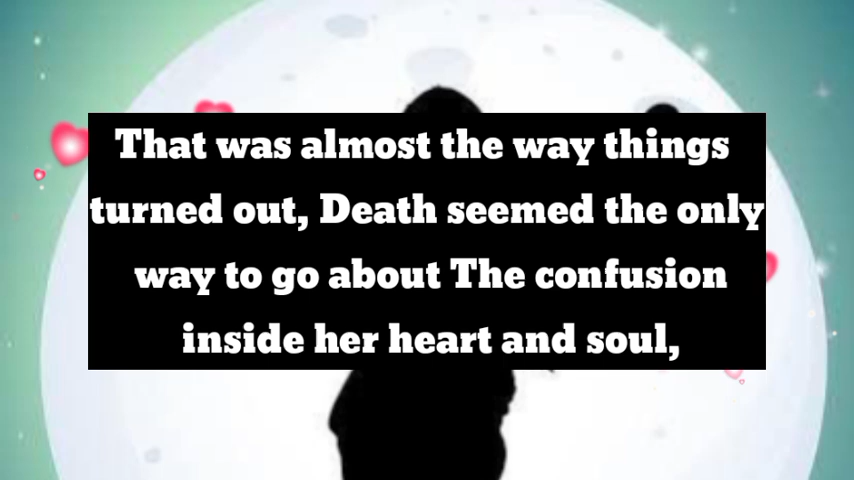 That was almost the way things
turned out, Death seemed the only
way to go about The confusion
inside her heart and soul,